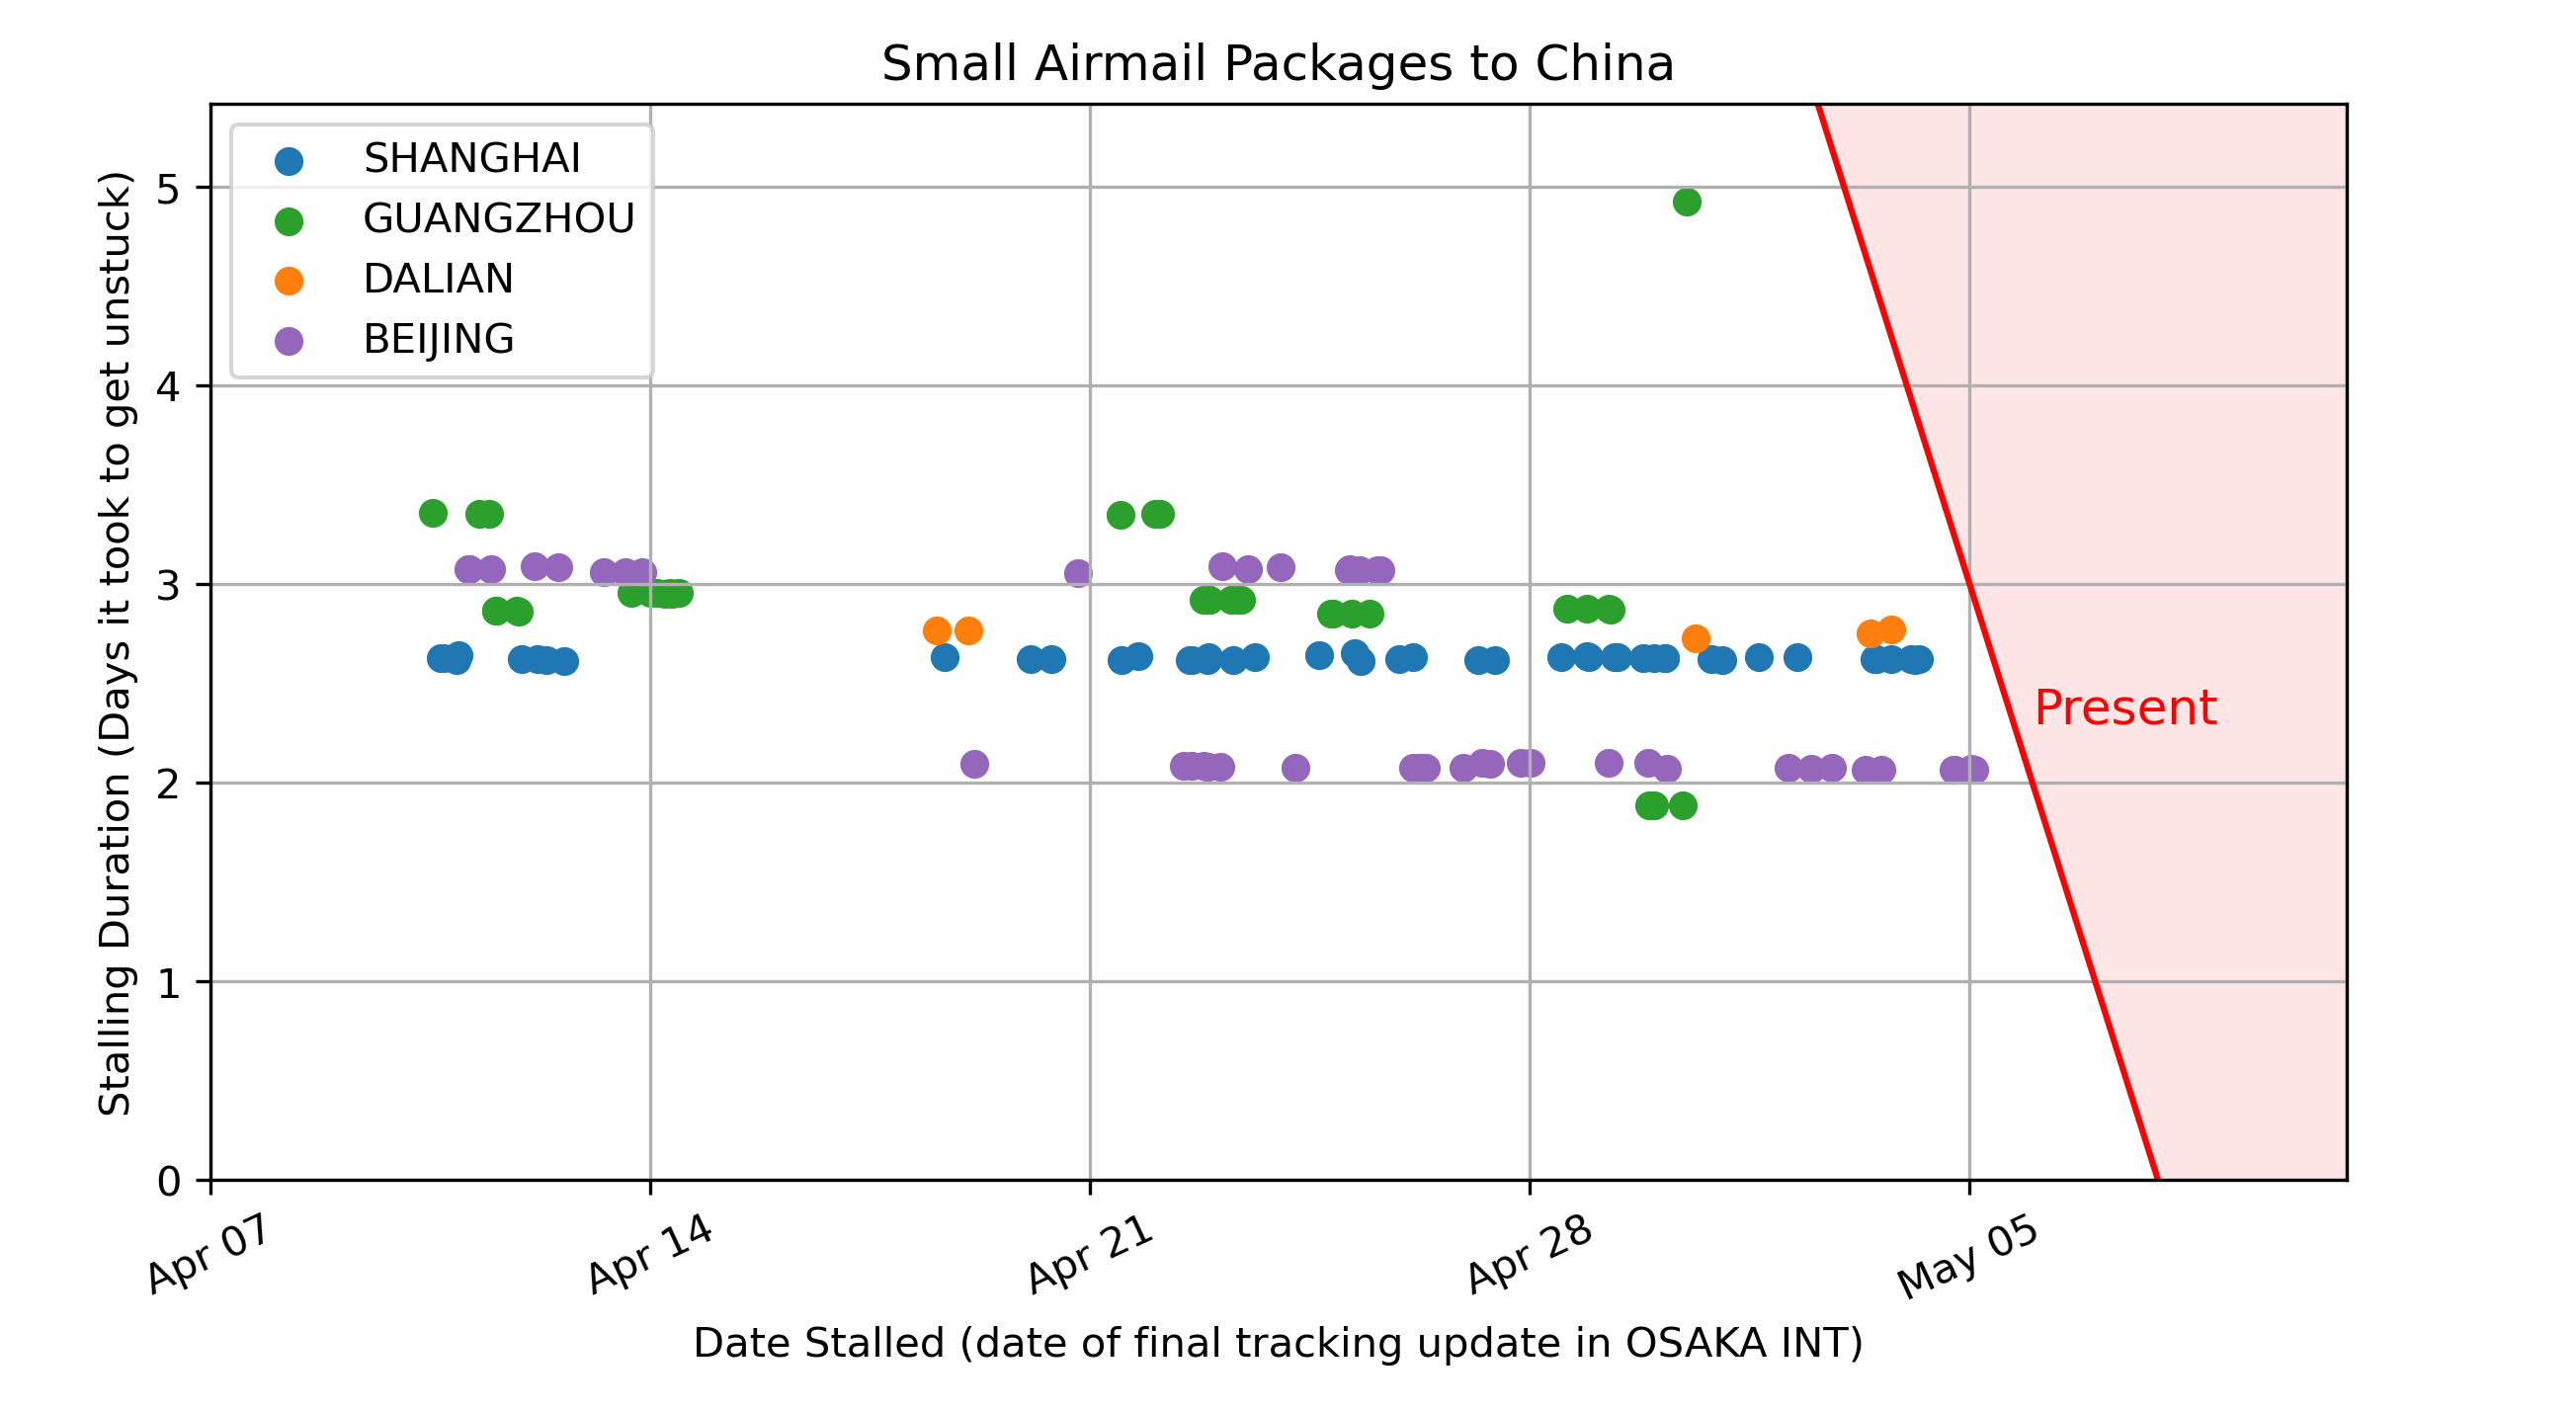 Small Airmail Packages to China
SHANGHAI
GUANGZHOU
DALIAN
BEIJING
Stalling Duration (Days it took to get unstuck)
5
4
3
2
1
0
Present
Apr 07
Apr 14
Apr 21
Apr 28
May 05
Date Stalled (date of final tracking update in OSAKA INT)